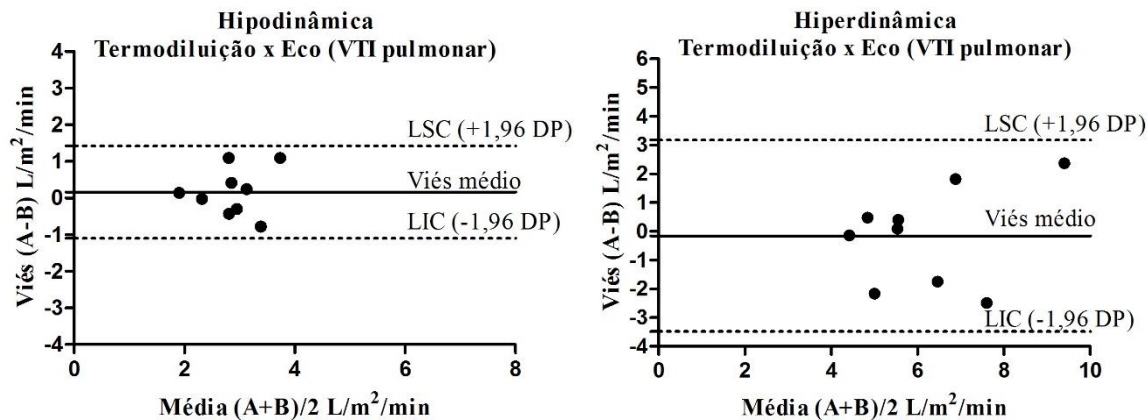 Hipodinâmica
Termodiluição x Eco (VTI pulmonar)
4
3
2
1
0
-1
-2
-3
-4
LSC (+1,96 DP)
Viés médio
LIC (-1,96 DP)
0
2
4
6
8
Viés (A-B) L/m²/min
Média (A+B)/2 L/m²/min
Hiperdinâmica
Termodiluição x Eco (VTI pulmonar)
6
5
4
3
2
1
0
-1
-2
-3
-4
LSC (+1,96 DP)
Viés médio
LIC (-1,96 DP)
0
2
4
6
8
10
Viés (A-B) L/m²/min
Média (A+B)/2 L/m²/min